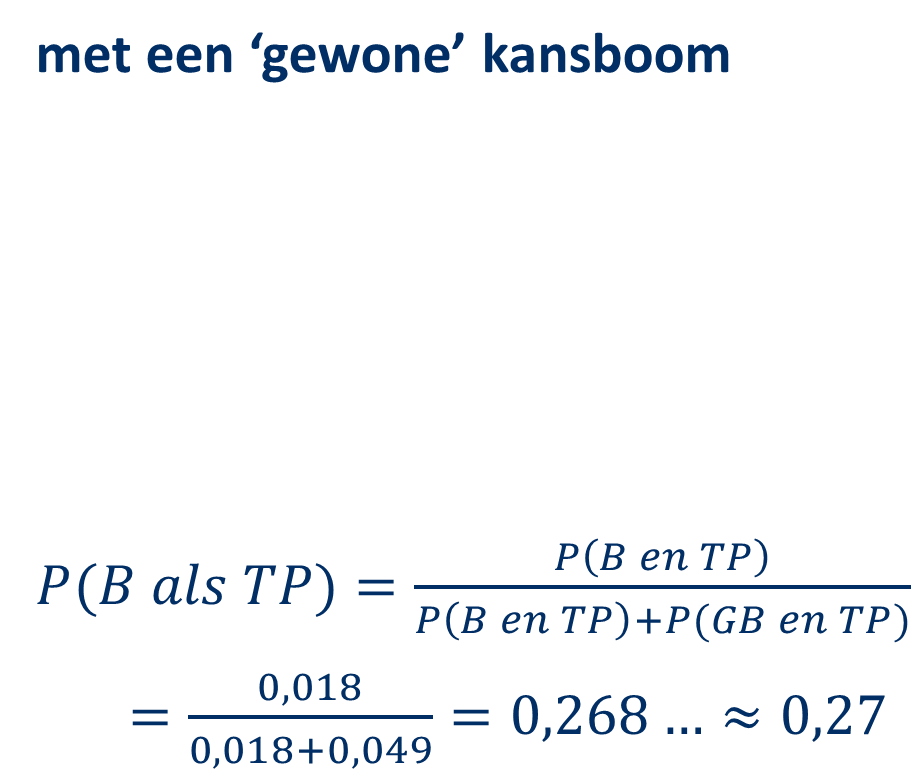 met een ‘gewone’ kansboom
P(B als TP) = P(B en TP) / P(B en TP)+P(GB en TP)
= 0,018 / 0,018+0,049 = 0,268 … ≈ 0,27